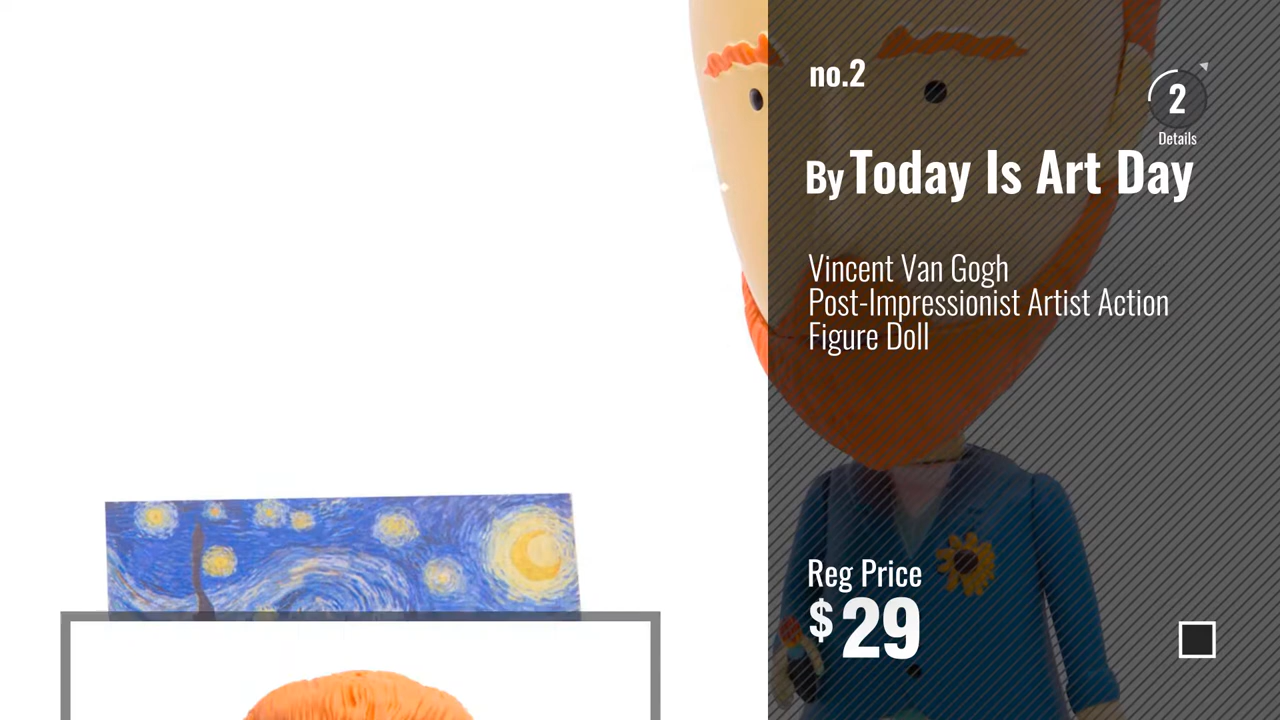 no.2
2
Details
By Today Is Art Day
Vincent Van Gogh
Post-Impressionist Artist Action
Figure Doll
Reg Price
$29